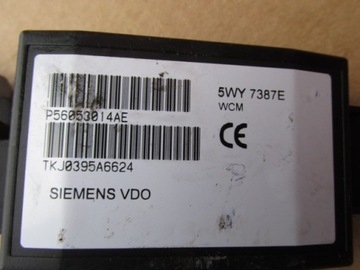 5WY 7387E
WCM
P56053014AE
CE
TKJ0395A6624
SIEMENS VDO